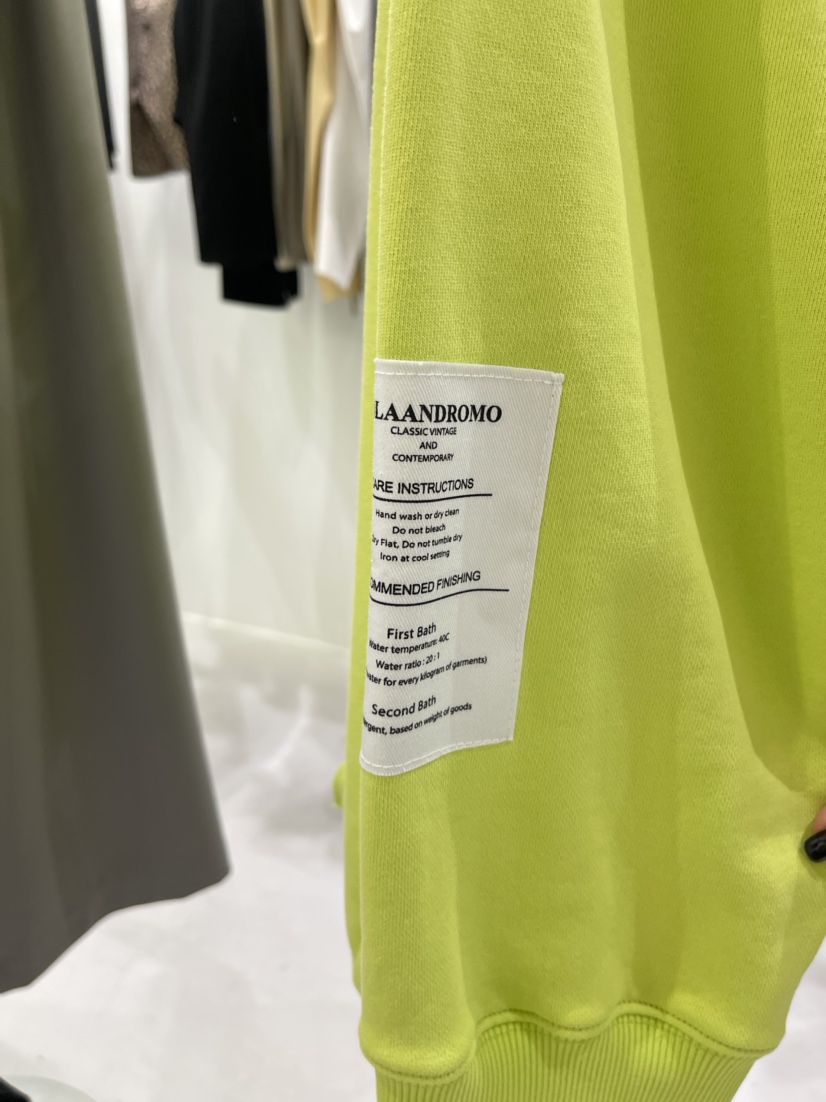 LAANDROMO
CLASSIC VINTAGE
AND
CONTEMPORARY
ARE INSTRUCTIONS
Hand wash or dry clean
Do not bleach
ry Flat, Do not tumble dry
Iron at cool setting
OMMENDED FINISHING
First Bath
Water temperature: 40C
Water ratio : 20 : 1
ater for every kilogram of garments)
Second Bath
ergent, based on weight of goods